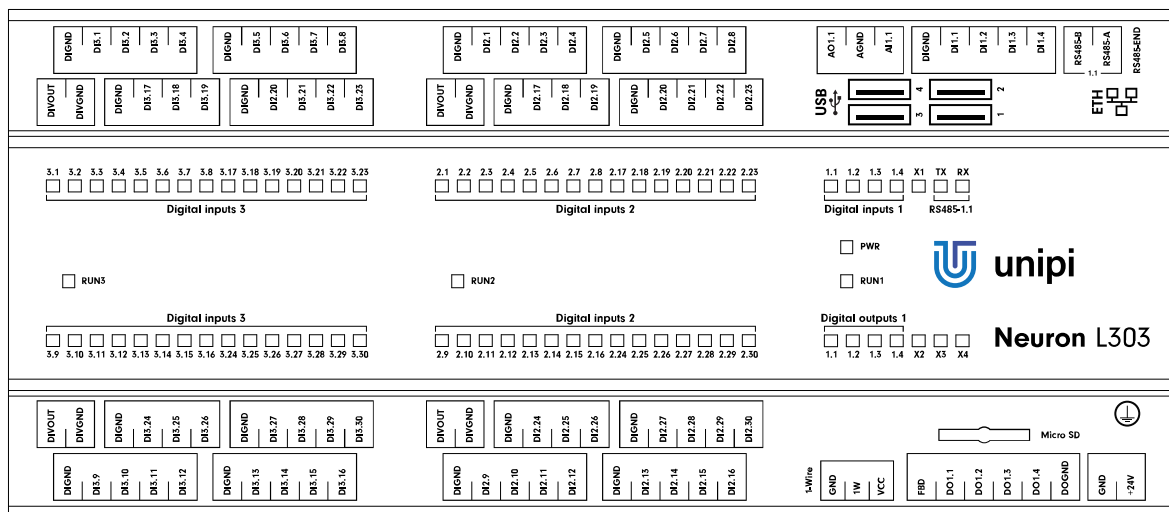 DIGND DI3.1 DI3.2 DI3.3 DI3.4
DIGND DI3.5 DI3.6 DI3.7 DI3.8
DIGND DI2.1 DI2.2 DI2.3 DI2.4
DIGND DI2.5 DI2.6 DI2.7 DI2.8
AO1.1 AGND AI1.1
DIGND DI1.1 DI1.2 DI1.3 DI1.4
RS485-B RS485-A
1.1
RS485-END
DIVOUT DIVGND
DIGND DI3.17 DI3.18 DI3.19
DIGND DI3.20 DI3.21 DI3.22 DI3.23
DIVOUT DIVGND
DIGND DI2.17 DI2.18 DI2.19
DIGND DI2.20 DI2.21 DI2.22 DI2.23
USB
4 2
3 1
ETH
3.1 3.2 3.3 3.4 3.5 3.6 3.7 3.8 3.17 3.18 3.19 3.20 3.21 3.22 3.23
Digital inputs 3
2.1 2.2 2.3 2.4 2.5 2.6 2.7 2.8 2.17 2.18 2.19 2.20 2.21 2.22 2.23
Digital inputs 2
1.1 1.2 1.3 1.4 X1 TX RX
Digital inputs 1 RS485-1.1
PWR
RUN3 RUN2 RUN1
unipi
Digital inputs 3
3.9 3.10 3.11 3.12 3.13 3.14 3.15 3.16 3.24 3.25 3.26 3.27 3.28 3.29 3.30
Digital inputs 2
2.9 2.10 2.11 2.12 2.13 2.14 2.15 2.16 2.24 2.25 2.26 2.27 2.28 2.29 2.30
Digital outputs 1
1.1 1.2 1.3 1.4 X2 X3 X4
Neuron L303
DIVOUT DIVGND
DIGND DI3.24 DI3.25 DI3.26
DIGND DI3.27 DI3.28 DI3.29 DI3.30
DIVOUT DIVGND
DIGND DI2.24 DI2.25 DI2.26
DIGND DI2.27 DI2.28 DI2.29 DI2.30
Micro SD
DIGND DI3.9 DI3.10 DI3.11 DI3.12
DIGND DI3.13 DI3.14 DI3.15 DI3.16
DIGND DI2.9 DI2.10 DI2.11 DI2.12
DIGND DI2.13 DI2.14 DI2.15 DI2.16
1-Wire
GND 1W VCC
FBD DO1.1 DO1.2 DO1.3 DO1.4 DOGND
GND +24V